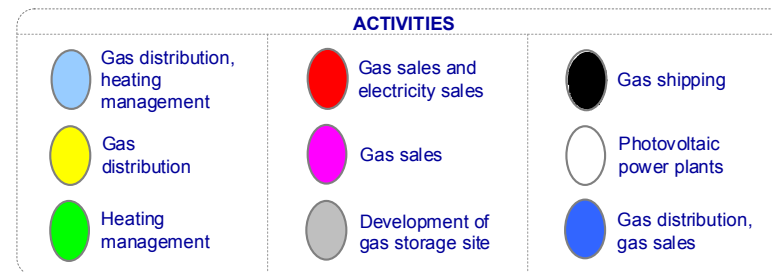 ACTIVITIES
Gas distribution,
heating
management
Gas
distribution
Heating
management
Gas sales and
electricity sales
Gas sales
Development of
gas storage site
Gas shipping
Photovoltaic
power plants
Gas distribution,
gas sales